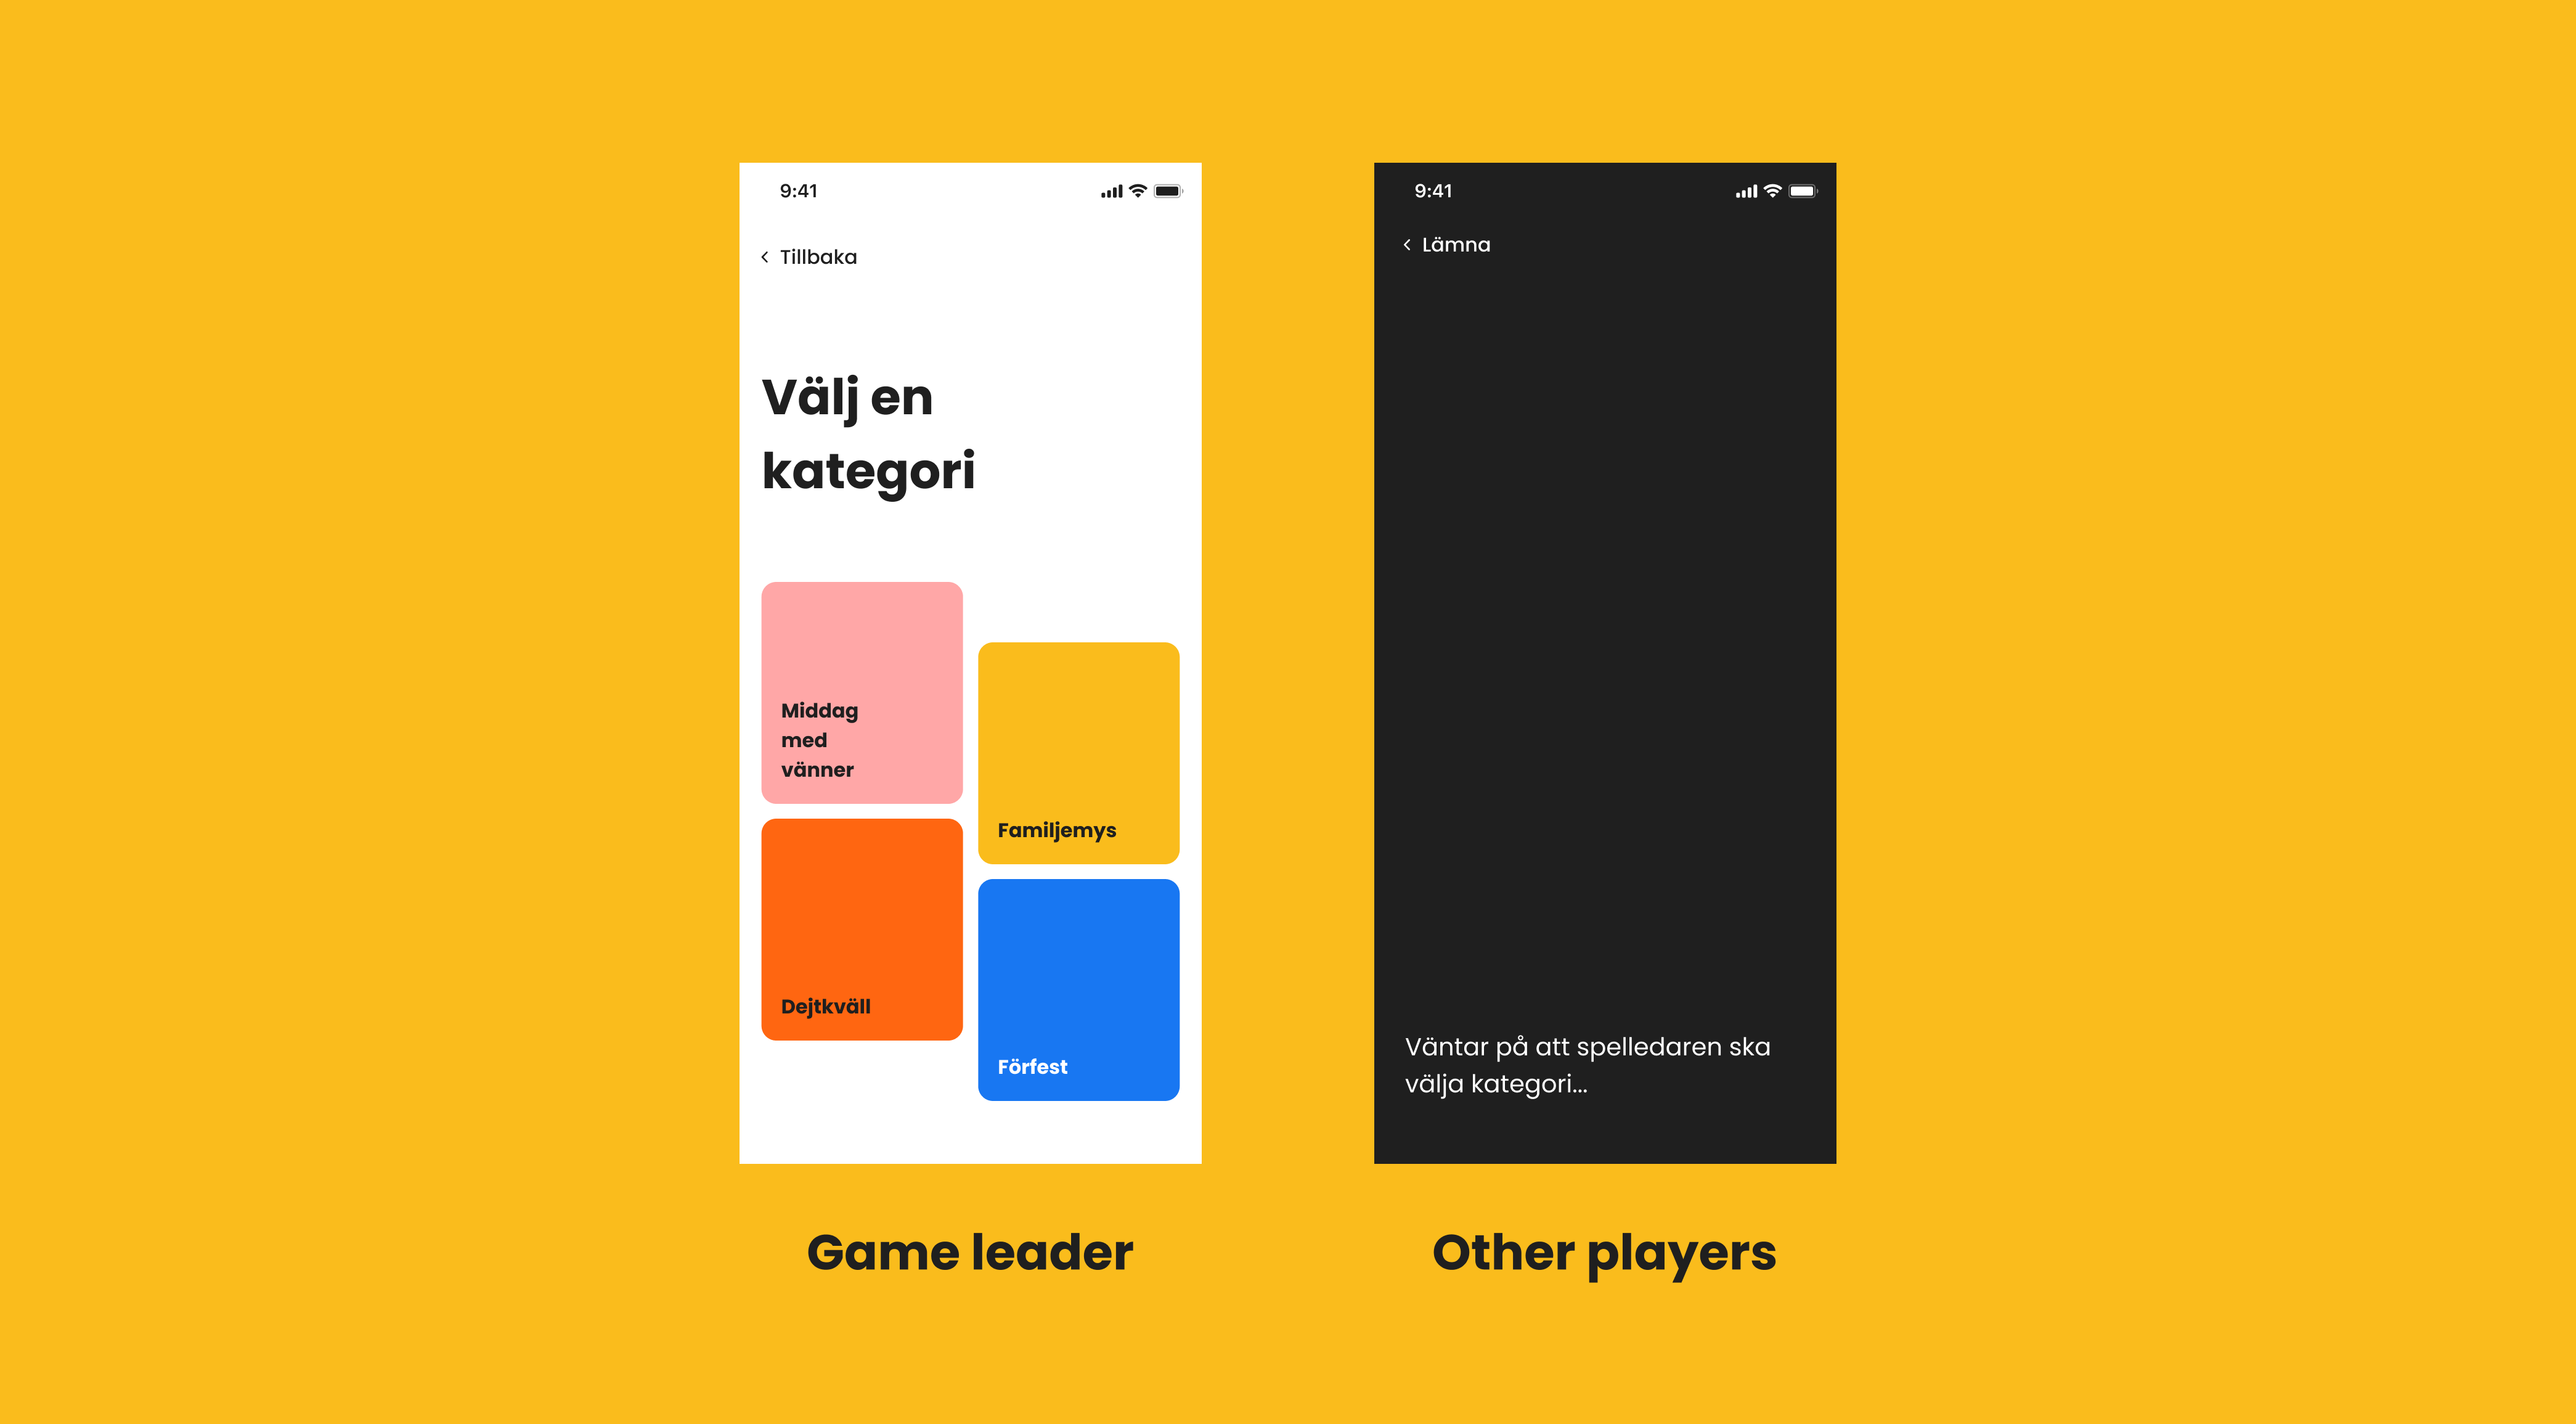 9:41
Tillbaka
Välj en
kategori
Middag
med
vänner
Familjemys
Dejtkväll
Förfest
Game leader
9:41
Lämna
Väntar på att spelledaren ska
välja kategori...
Other players